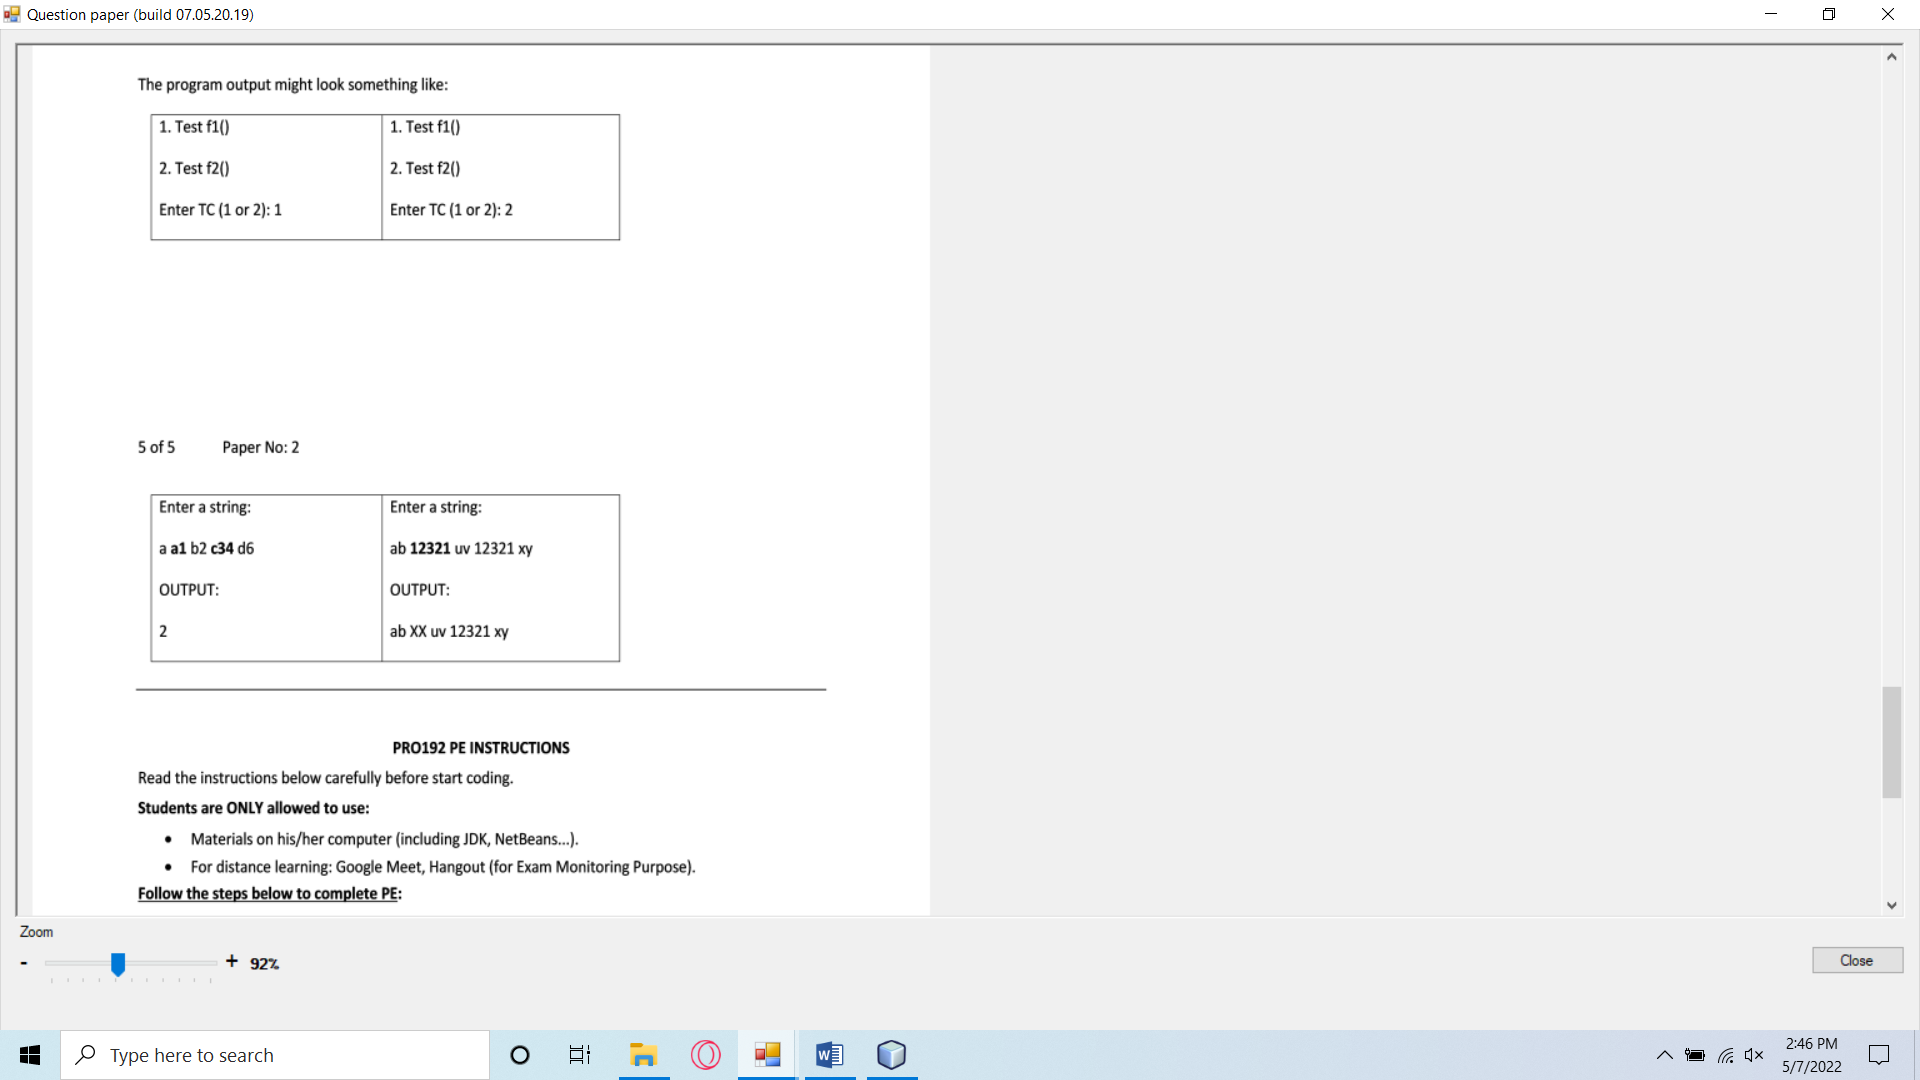 Question paper (build 07.05.20.19)
The program output might look something like:
1. Test f1()
2. Test f2()
Enter TC (1 or 2): 1
1. Test f1()
2. Test f2()
Enter TC (1 or 2): 2
5 of 5 Paper No: 2
Enter a string:
a a1 b2 c34 d6
OUTPUT:
2
Enter a string:
ab 12321 uv 12321 xy
OUTPUT:
ab XX uv 12321 xy
PRO192 PE INSTRUCTIONS
Read the instructions below carefully before start coding.
Students are ONLY allowed to use:
• Materials on his/her computer (including JDK, NetBeans...).
• For distance learning: Google Meet, Hangout (for Exam Monitoring Purpose).
Follow the steps below to complete PE:
Zoom
- + 92%
Close
Type here to search
2:46 PM
5/7/2022